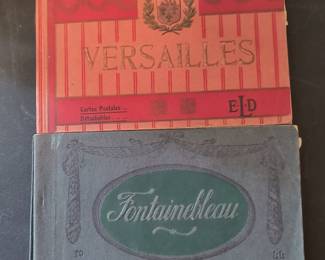 VERSAILLES
Cartes Postales
Détachables
ELD
Fontainebleau